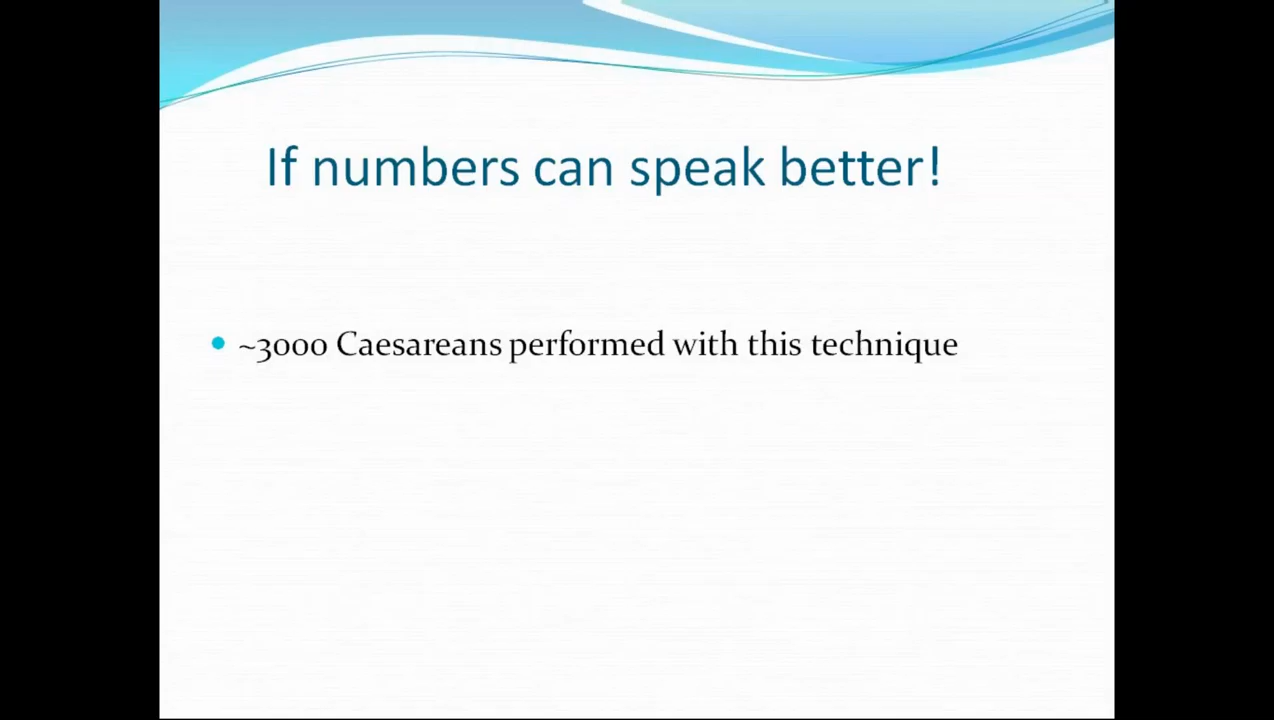 If numbers can speak better!
~3000 Caesareans performed with this technique